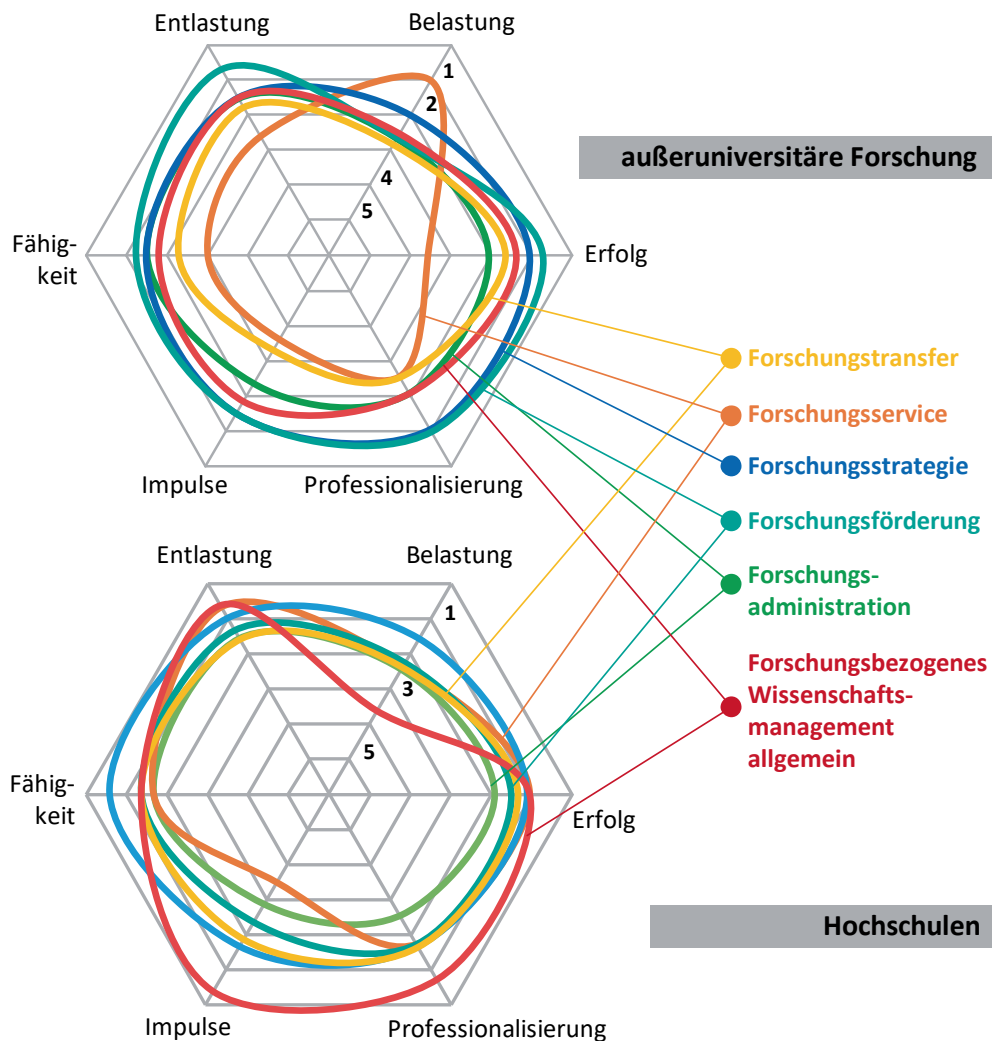 Entlastung
Belastung
1
2
4
5
außeruniversitäre Forschung
Fähig-
keit
Erfolg
Impulse
Professionalisierung
Forschungstransfer
Forschungsservice
Forschungsstrategie
Forschungsförderung
Forschungs-
administration
Forschungsbezogenes
Wissenschafts-
management
allgemein
Entlastung
Belastung
1
3
5
Fähig-
keit
Erfolg
Hochschulen
Impulse
Professionalisierung